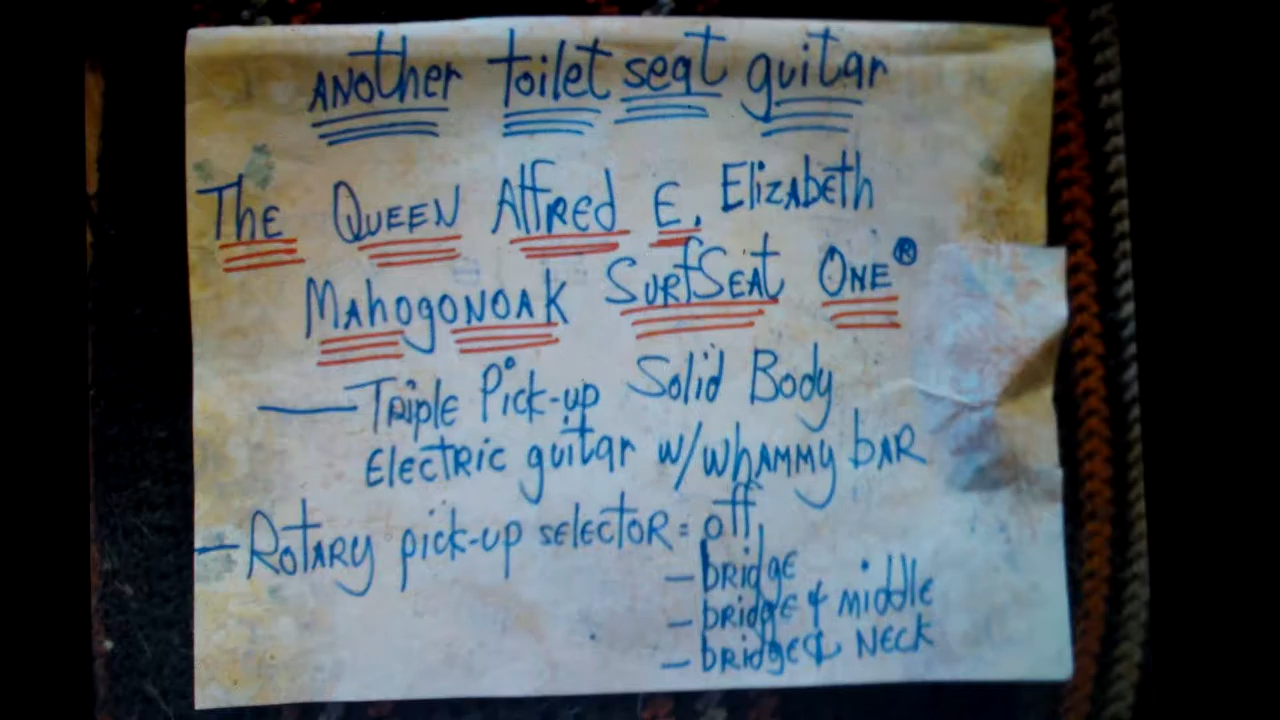 ANother toilet seat guitar
The QUEEN Alfred E. Elizabeth
MahogoNOAk SurfSeat ONE®
— Triple Pick-up Solid Body
Electric guitar w/whammy bar
— Rotary pick-up selector = off,
— bridge
— bridge & middle
— bridge & Neck